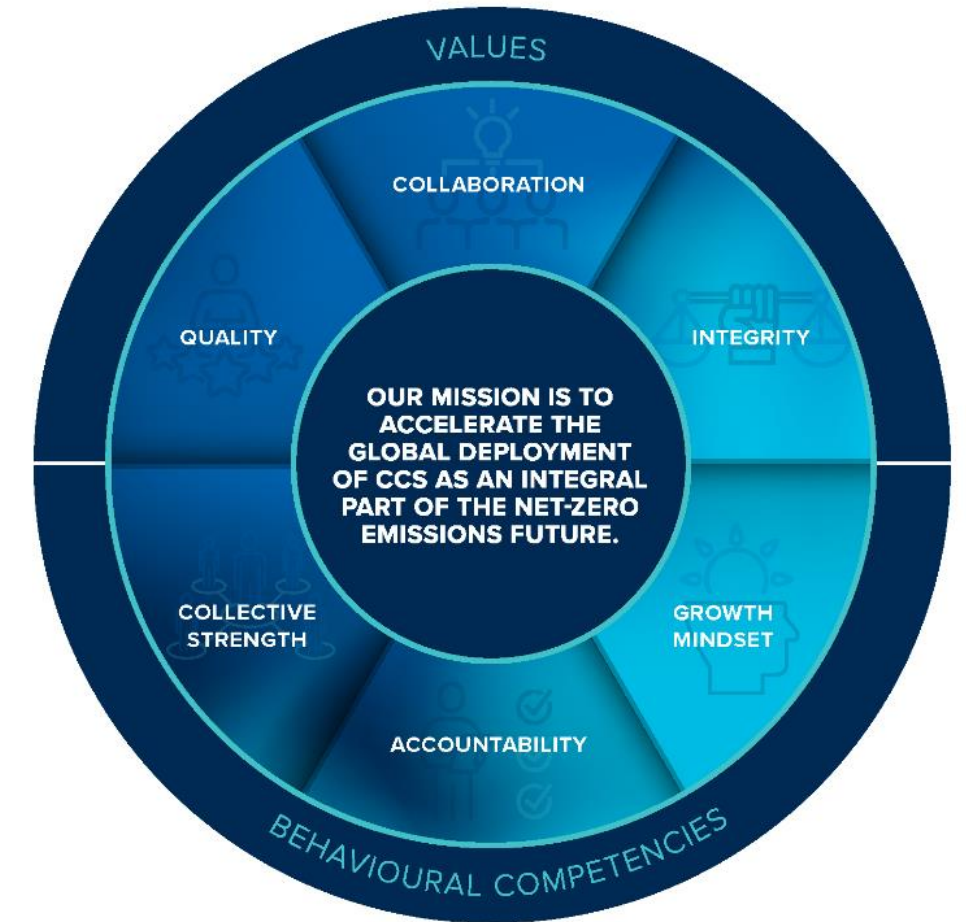 VALUES
COLLABORATION
QUALITY
INTEGRITY
OUR MISSION IS TO
ACCELERATE THE
GLOBAL DEPLOYMENT
OF CCS AS AN INTEGRAL
PART OF THE NET-ZERO
EMISSIONS FUTURE.
COLLECTIVE
STRENGTH
GROWTH
MINDSET
ACCOUNTABILITY
BEHAVIOURAL COMPETENCIES